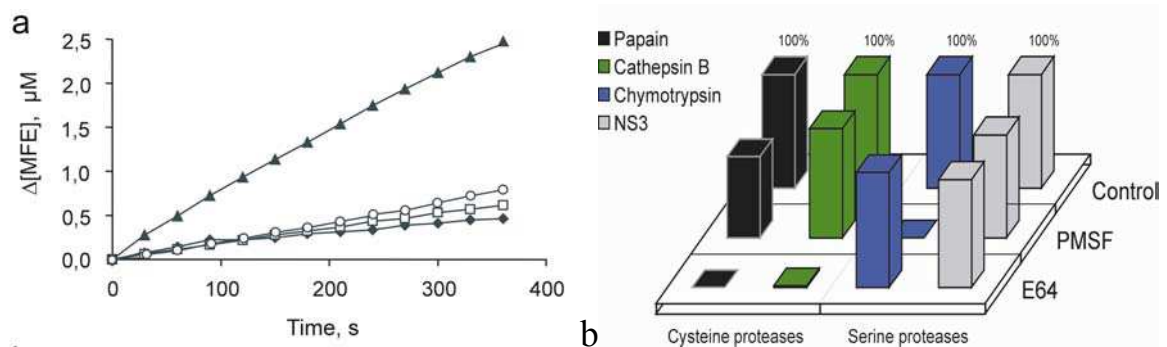 a
2,5
2,0
1,5
1,0
0,5
0,0
Δ[MFE], μM
0 100 200 300 400
Time, s
b
Papain
Cathepsin B
Chymotrypsin
NS3
100% 100% 100% 100%
Control
PMSF
E64
Cysteine proteases Serine proteases